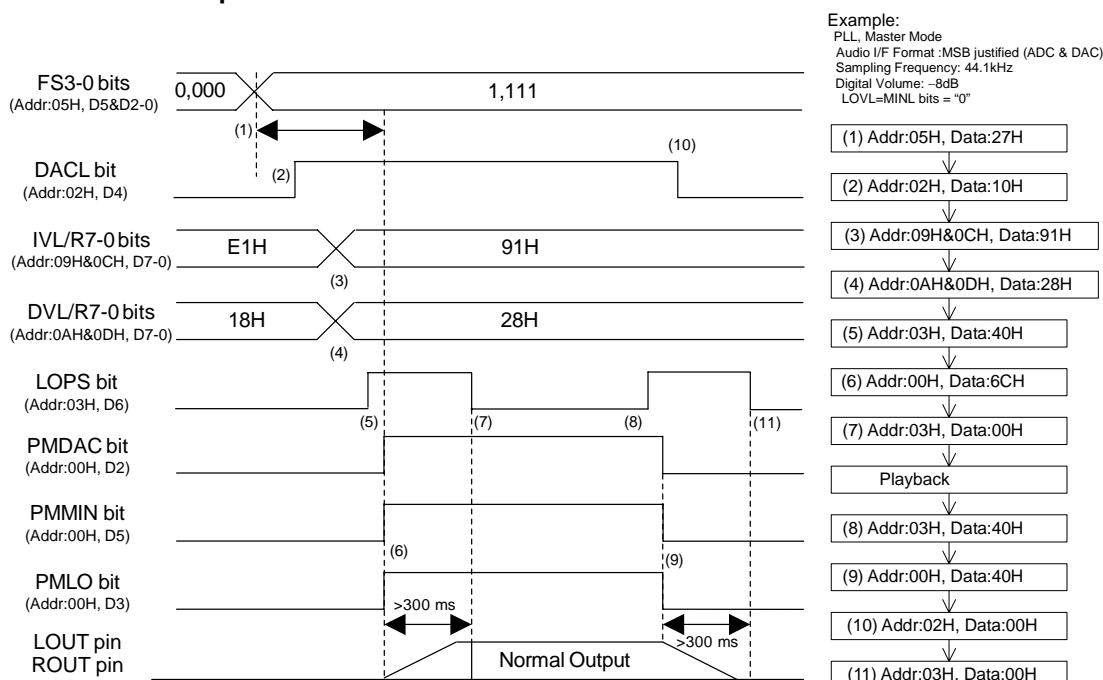 Example:
PLL, Master Mode
Audio I/F Format :MSB justified (ADC & DAC)
Sampling Frequency: 44.1kHz
Digital Volume: −8dB
LOVL=MINL bits = “0”
FS3-0 bits
(Addr:05H, D5&D2-0)
0,000
1,111
(1)
DACL bit
(Addr:02H, D4)
(2)
(10)
IVL/R7-0 bits
(Addr:09H&0CH, D7-0)
E1H
91H
(3)
DVL/R7-0 bits
(Addr:0AH&0DH, D7-0)
18H
28H
(4)
LOPS bit
(Addr:03H, D6)
(5)
(7)
(8)
(11)
PMDAC bit
(Addr:00H, D2)
PMMIN bit
(Addr:00H, D5)
(6)
(9)
PMLO bit
(Addr:00H, D3)
>300 ms
>300 ms
LOUT pin
ROUT pin
Normal Output
(1) Addr:05H, Data:27H
(2) Addr:02H, Data:10H
(3) Addr:09H&0CH, Data:91H
(4) Addr:0AH&0DH, Data:28H
(5) Addr:03H, Data:40H
(6) Addr:00H, Data:6CH
(7) Addr:03H, Data:00H
Playback
(8) Addr:03H, Data:40H
(9) Addr:00H, Data:40H
(10) Addr:02H, Data:00H
(11) Addr:03H, Data:00H